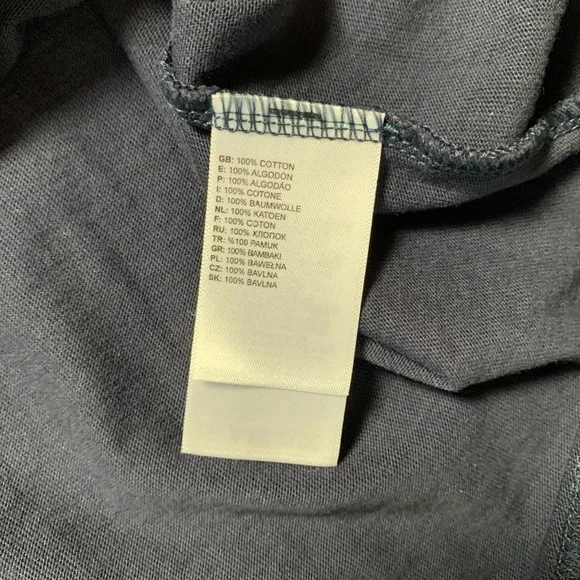 GB: 100% COTTON
E: 100% ALGODÓN
P: 100% ALGODÃO
I: 100% COTONE
D: 100% BAUMWOLLE
NL: 100% KATOEN
F: 100% COTON
RU: 100% ХЛОПОК
TR: %100 PAMUK
GR: 100% BAMBAKI
PL: 100% BAWEŁNA
CZ: 100% BAVLNA
SK: 100% BAVLNA